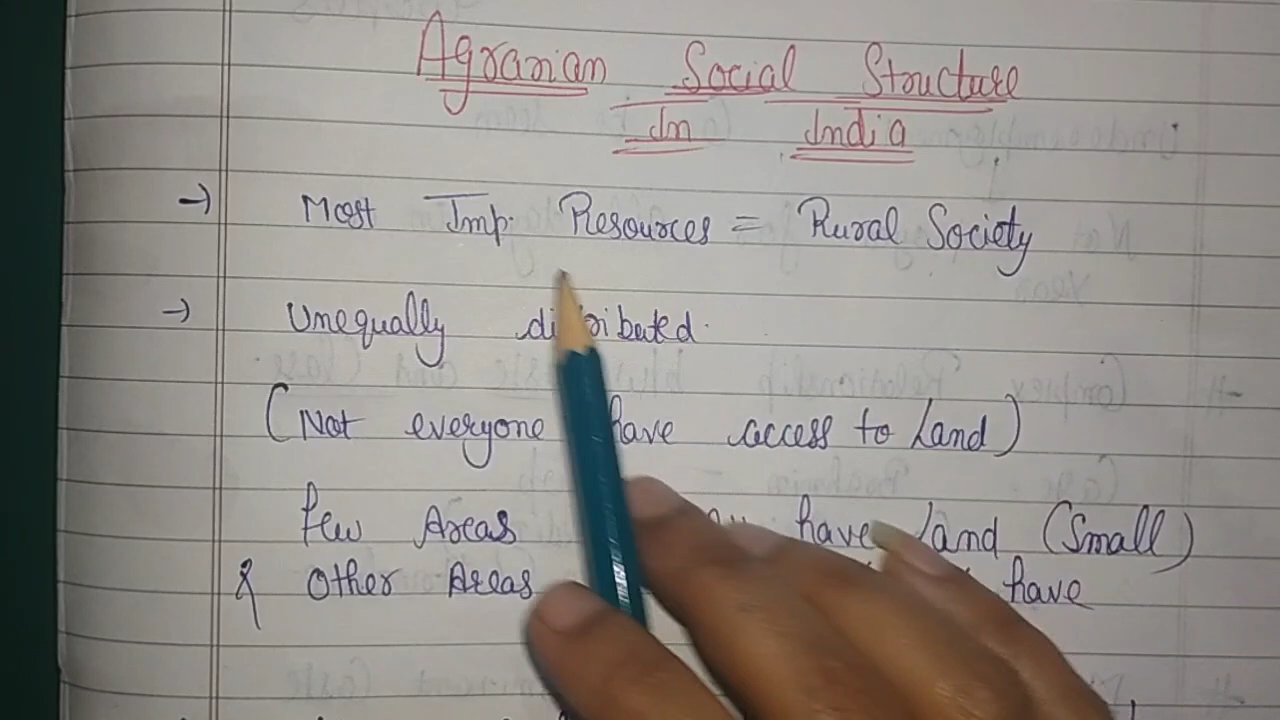 Agrarian Social Structure
In India
→ Most Imp. Resources = Rural Society
→ Unequally distributed.
(Not everyone have access to Land)
Few Areas have land (Small)
& Other Areas have